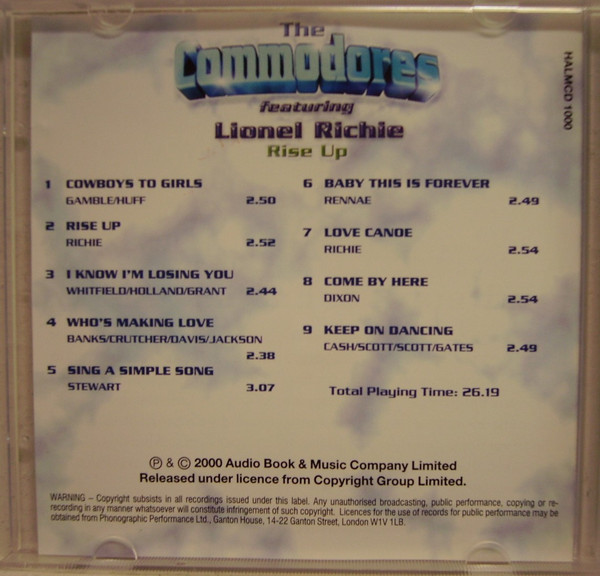 The
Commodores
featuring
Lionel Richie
Rise Up
HALMCD 1000
1 COWBOYS TO GIRLS
GAMBLE/HUFF 2.50
2 RISE UP
RICHIE 2.52
3 I KNOW I'M LOSING YOU
WHITFIELD/HOLLAND/GRANT 2.44
4 WHO'S MAKING LOVE
BANKS/CRUTCHER/DAVIS/JACKSON
2.38
5 SING A SIMPLE SONG
STEWART 3.07
6 BABY THIS IS FOREVER
RENNAE 2.49
7 LOVE CANOE
RICHIE 2.54
8 COME BY HERE
DIXON 2.54
9 KEEP ON DANCING
CASH/SCOTT/SCOTT/GATES 2.49
Total Playing Time: 26.19
Ⓟ & © 2000 Audio Book & Music Company Limited
Released under licence from Copyright Group Limited.
WARNING – Copyright subsists in all recordings issued under this label. Any unauthorised broadcasting, public performance, copying or re-
recording in any manner whatsoever will constitute infringement of such copyright. Licences for the use of records for public performance may be
obtained from Phonographic Performance Ltd., Ganton House, 14-22 Ganton Street, London W1V 1LB.